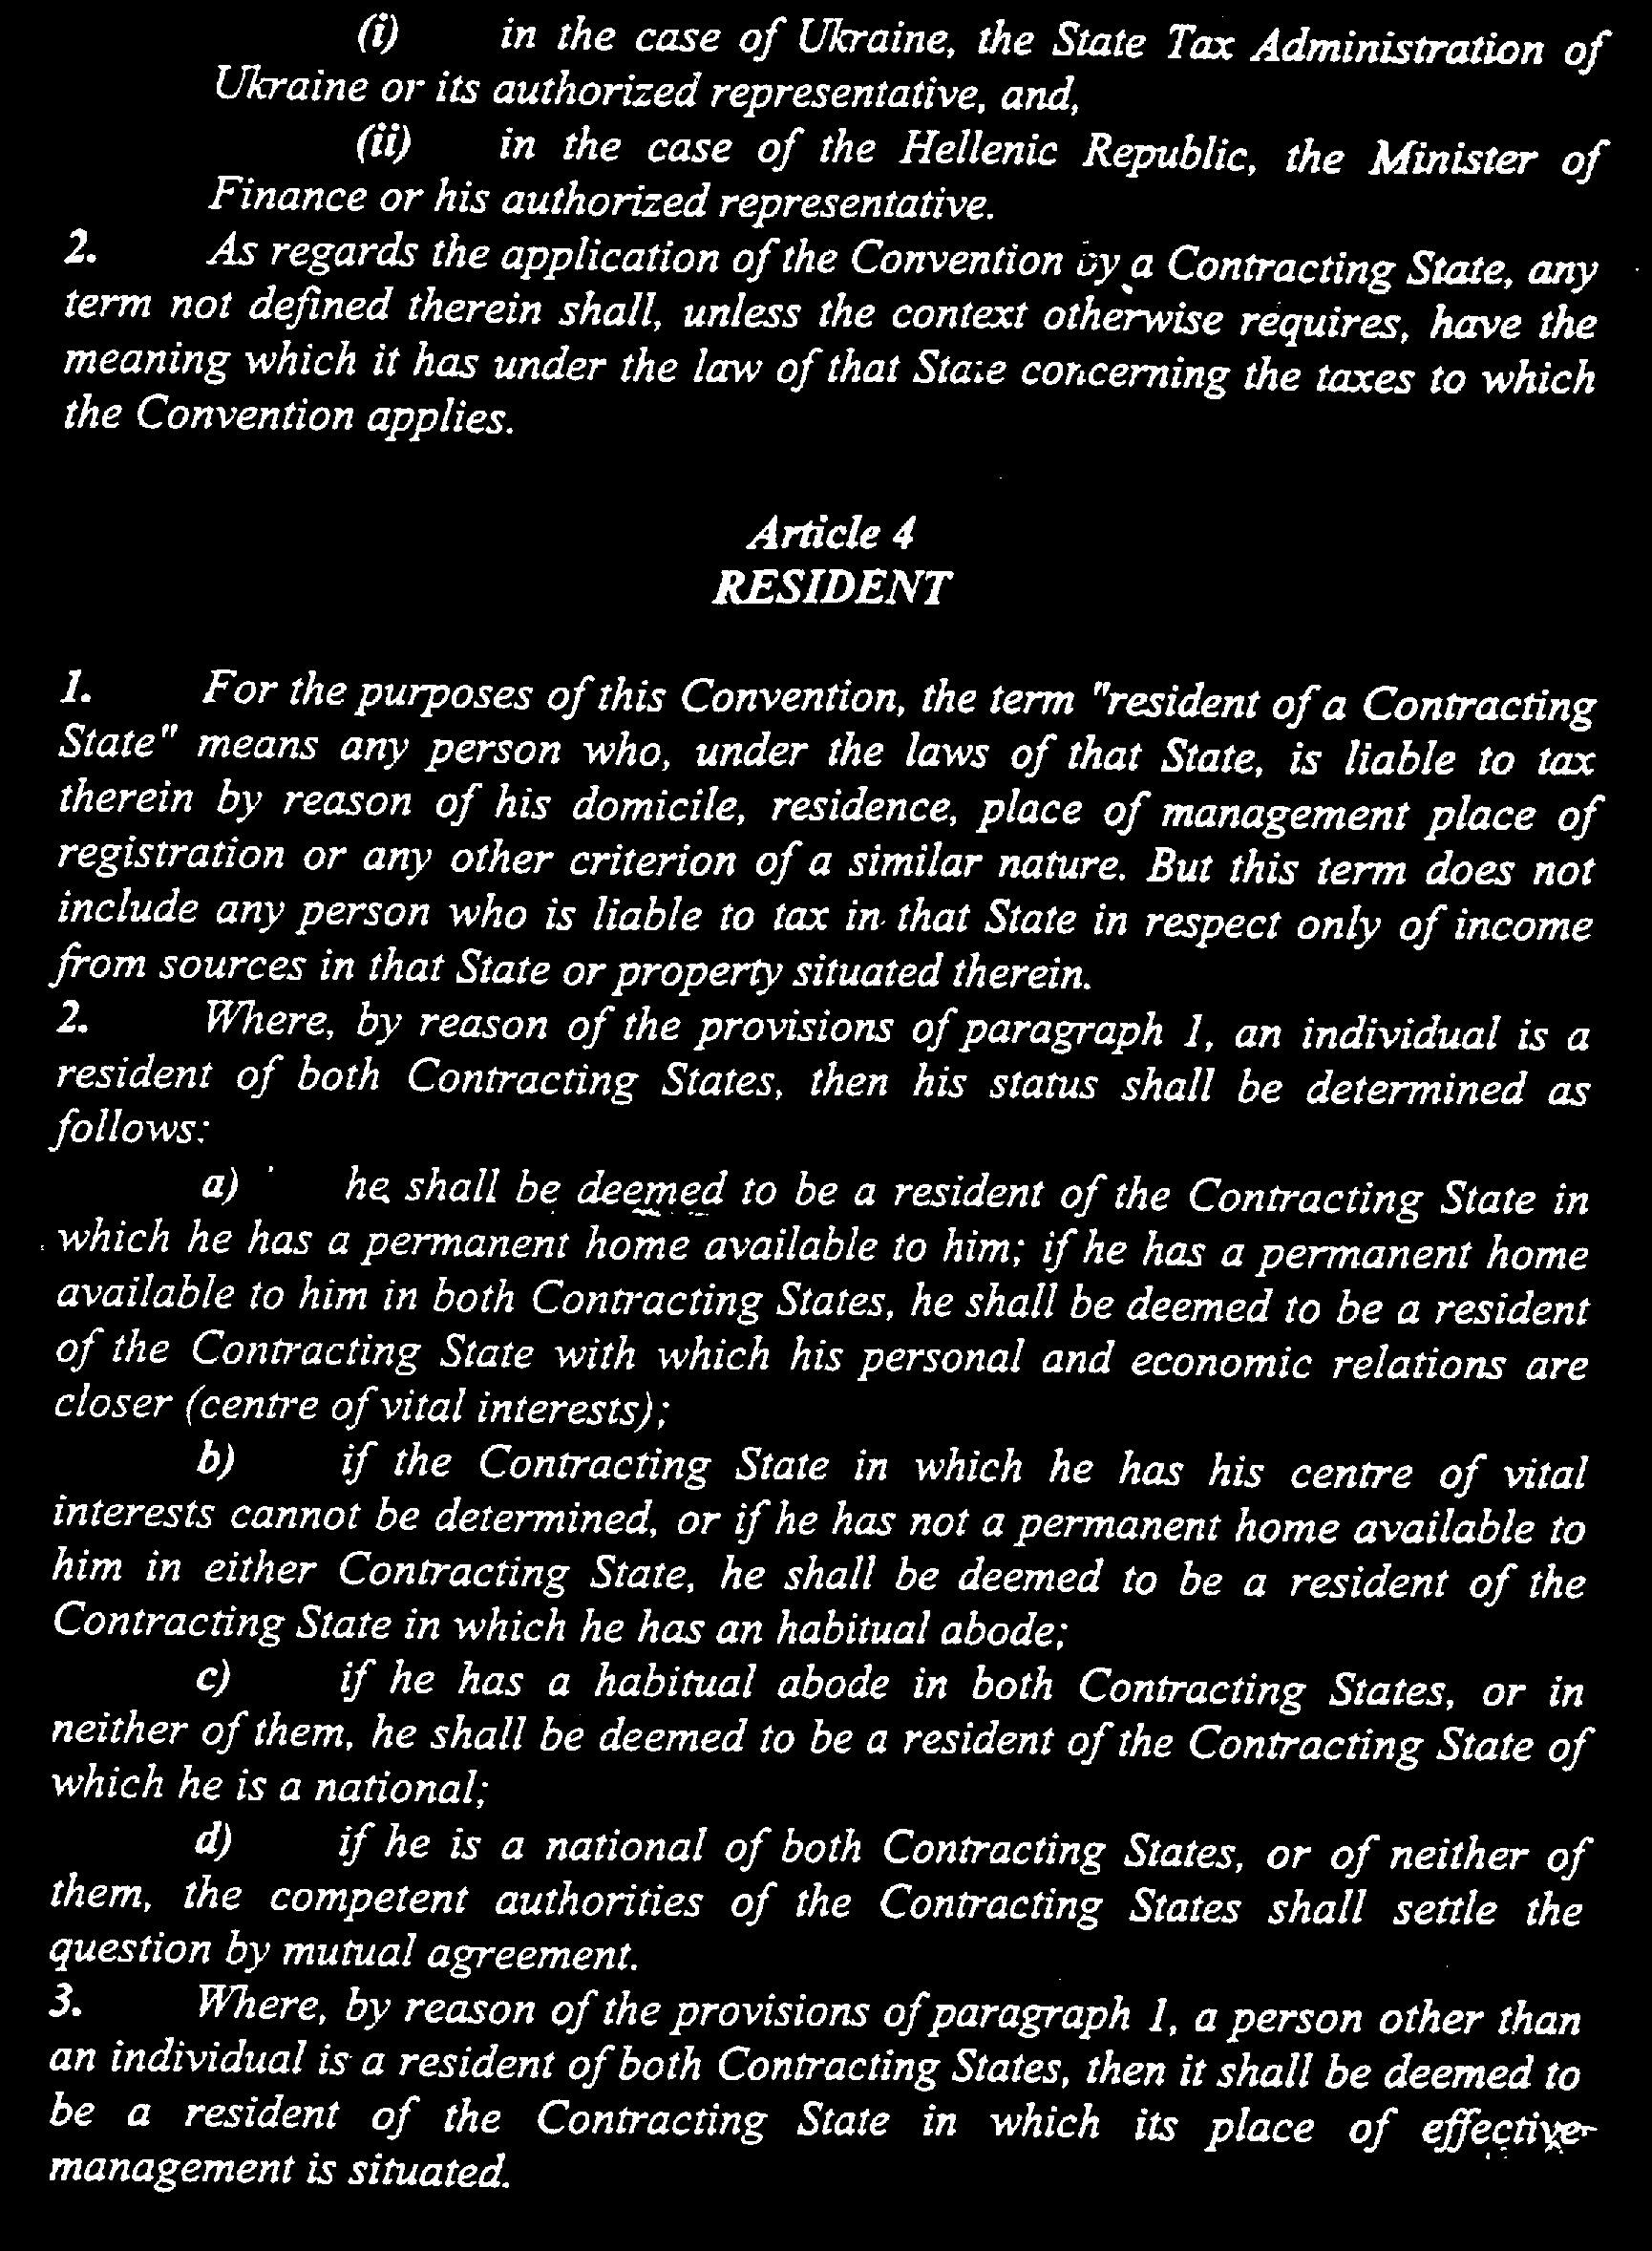 (i) in the case of Ukraine, the State Tax Administration of
Ukraine or its authorized representative, and,
(ii) in the case of the Hellenic Republic, the Minister of
Finance or his authorized representative.
2. As regards the application of the Convention by a Contracting State, any
term not defined therein shall, unless the context otherwise requires, have the
meaning which it has under the law of that State concerning the taxes to which
the Convention applies.
Article 4
RESIDENT
1. For the purposes of this Convention, the term "resident of a Contracting
State" means any person who, under the laws of that State, is liable to tax
therein by reason of his domicile, residence, place of management place of
registration or any other criterion of a similar nature. But this term does not
include any person who is liable to tax in that State in respect only of income
from sources in that State or property situated therein.
2. Where, by reason of the provisions of paragraph 1, an individual is a
resident of both Contracting States, then his status shall be determined as
follows:
a) he shall be deemed to be a resident of the Contracting State in
which he has a permanent home available to him; if he has a permanent home
available to him in both Contracting States, he shall be deemed to be a resident
of the Contracting State with which his personal and economic relations are
closer (centre of vital interests);
b) if the Contracting State in which he has his centre of vital
interests cannot be determined, or if he has not a permanent home available to
him in either Contracting State, he shall be deemed to be a resident of the
Contracting State in which he has an habitual abode;
c) if he has a habitual abode in both Contracting States, or in
neither of them, he shall be deemed to be a resident of the Contracting State of
which he is a national;
d) if he is a national of both Contracting States, or of neither of
them, the competent authorities of the Contracting States shall settle the
question by mutual agreement.
3. Where, by reason of the provisions of paragraph 1, a person other than
an individual is a resident of both Contracting States, then it shall be deemed to
be a resident of the Contracting State in which its place of effective
management is situated.